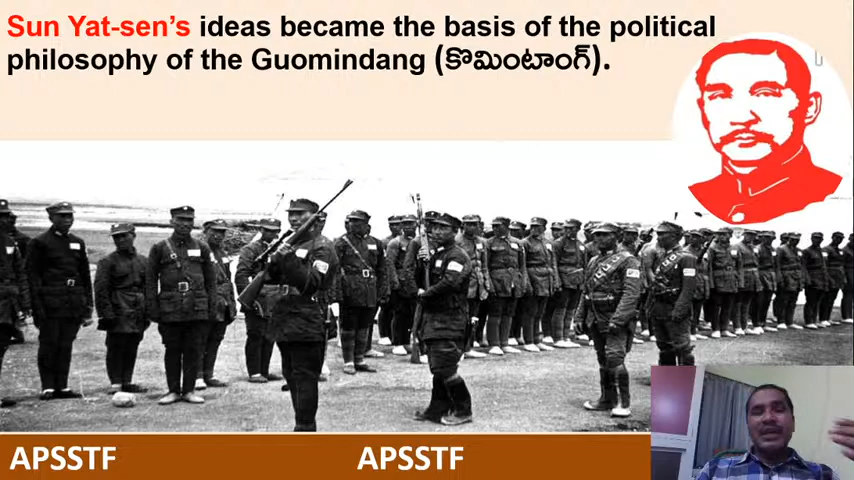 Sun Yat-sen’s ideas became the basis of the political
philosophy of the Guomindang (కొమింటాంగ్).
APSSTF APSSTF